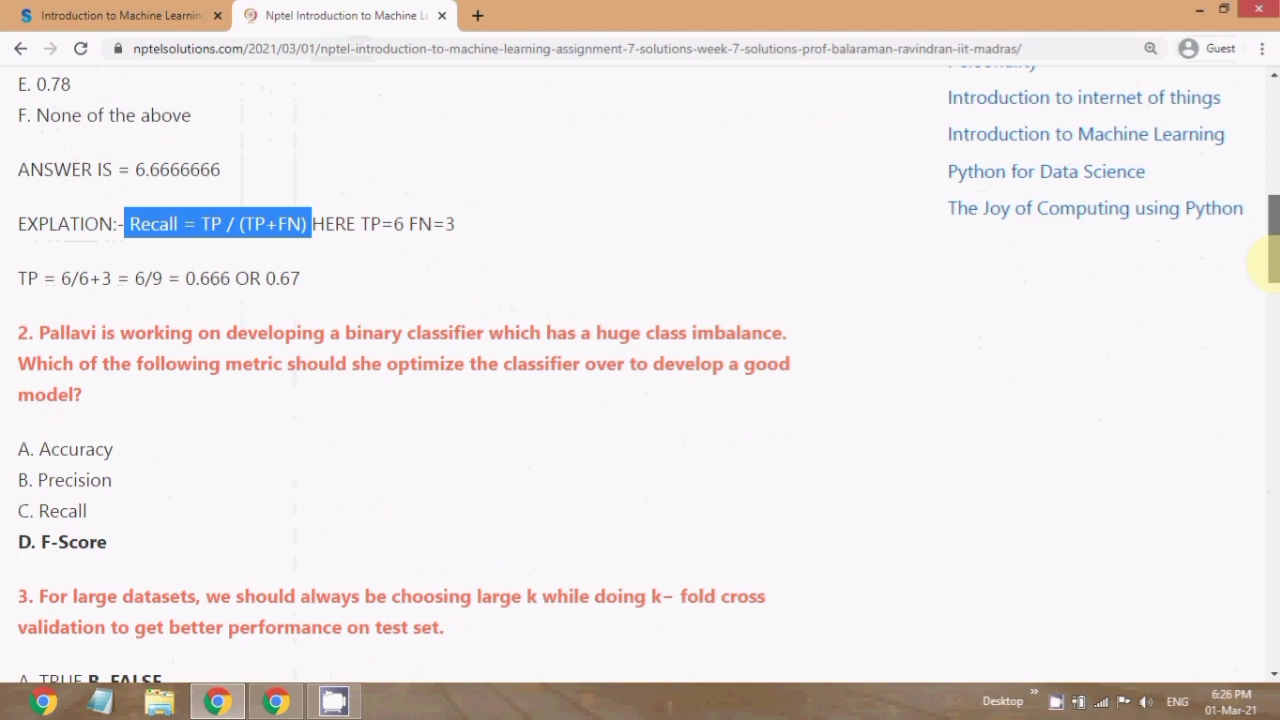 Introduction to Machine Learning
Nptel Introduction to Machine Le
nptelsolutions.com/2021/03/01/nptel-introduction-to-machine-learning-assignment-7-solutions-week-7-solutions-prof-balaraman-ravindran-iit-madras/
Guest
E. 0.78
F. None of the above
ANSWER IS = 6.6666666
EXPLATION:- Recall = TP / (TP+FN) HERE TP=6 FN=3
TP = 6/6+3 = 6/9 = 0.666 OR 0.67
2. Pallavi is working on developing a binary classifier which has a huge class imbalance.
Which of the following metric should she optimize the classifier over to develop a good
model?
A. Accuracy
B. Precision
C. Recall
D. F-Score
3. For large datasets, we should always be choosing large k while doing k− fold cross
validation to get better performance on test set.
A. TRUE B. FALSE
Personality
Introduction to internet of things
Introduction to Machine Learning
Python for Data Science
The Joy of Computing using Python
Desktop
ENG
6:26 PM
01-Mar-21